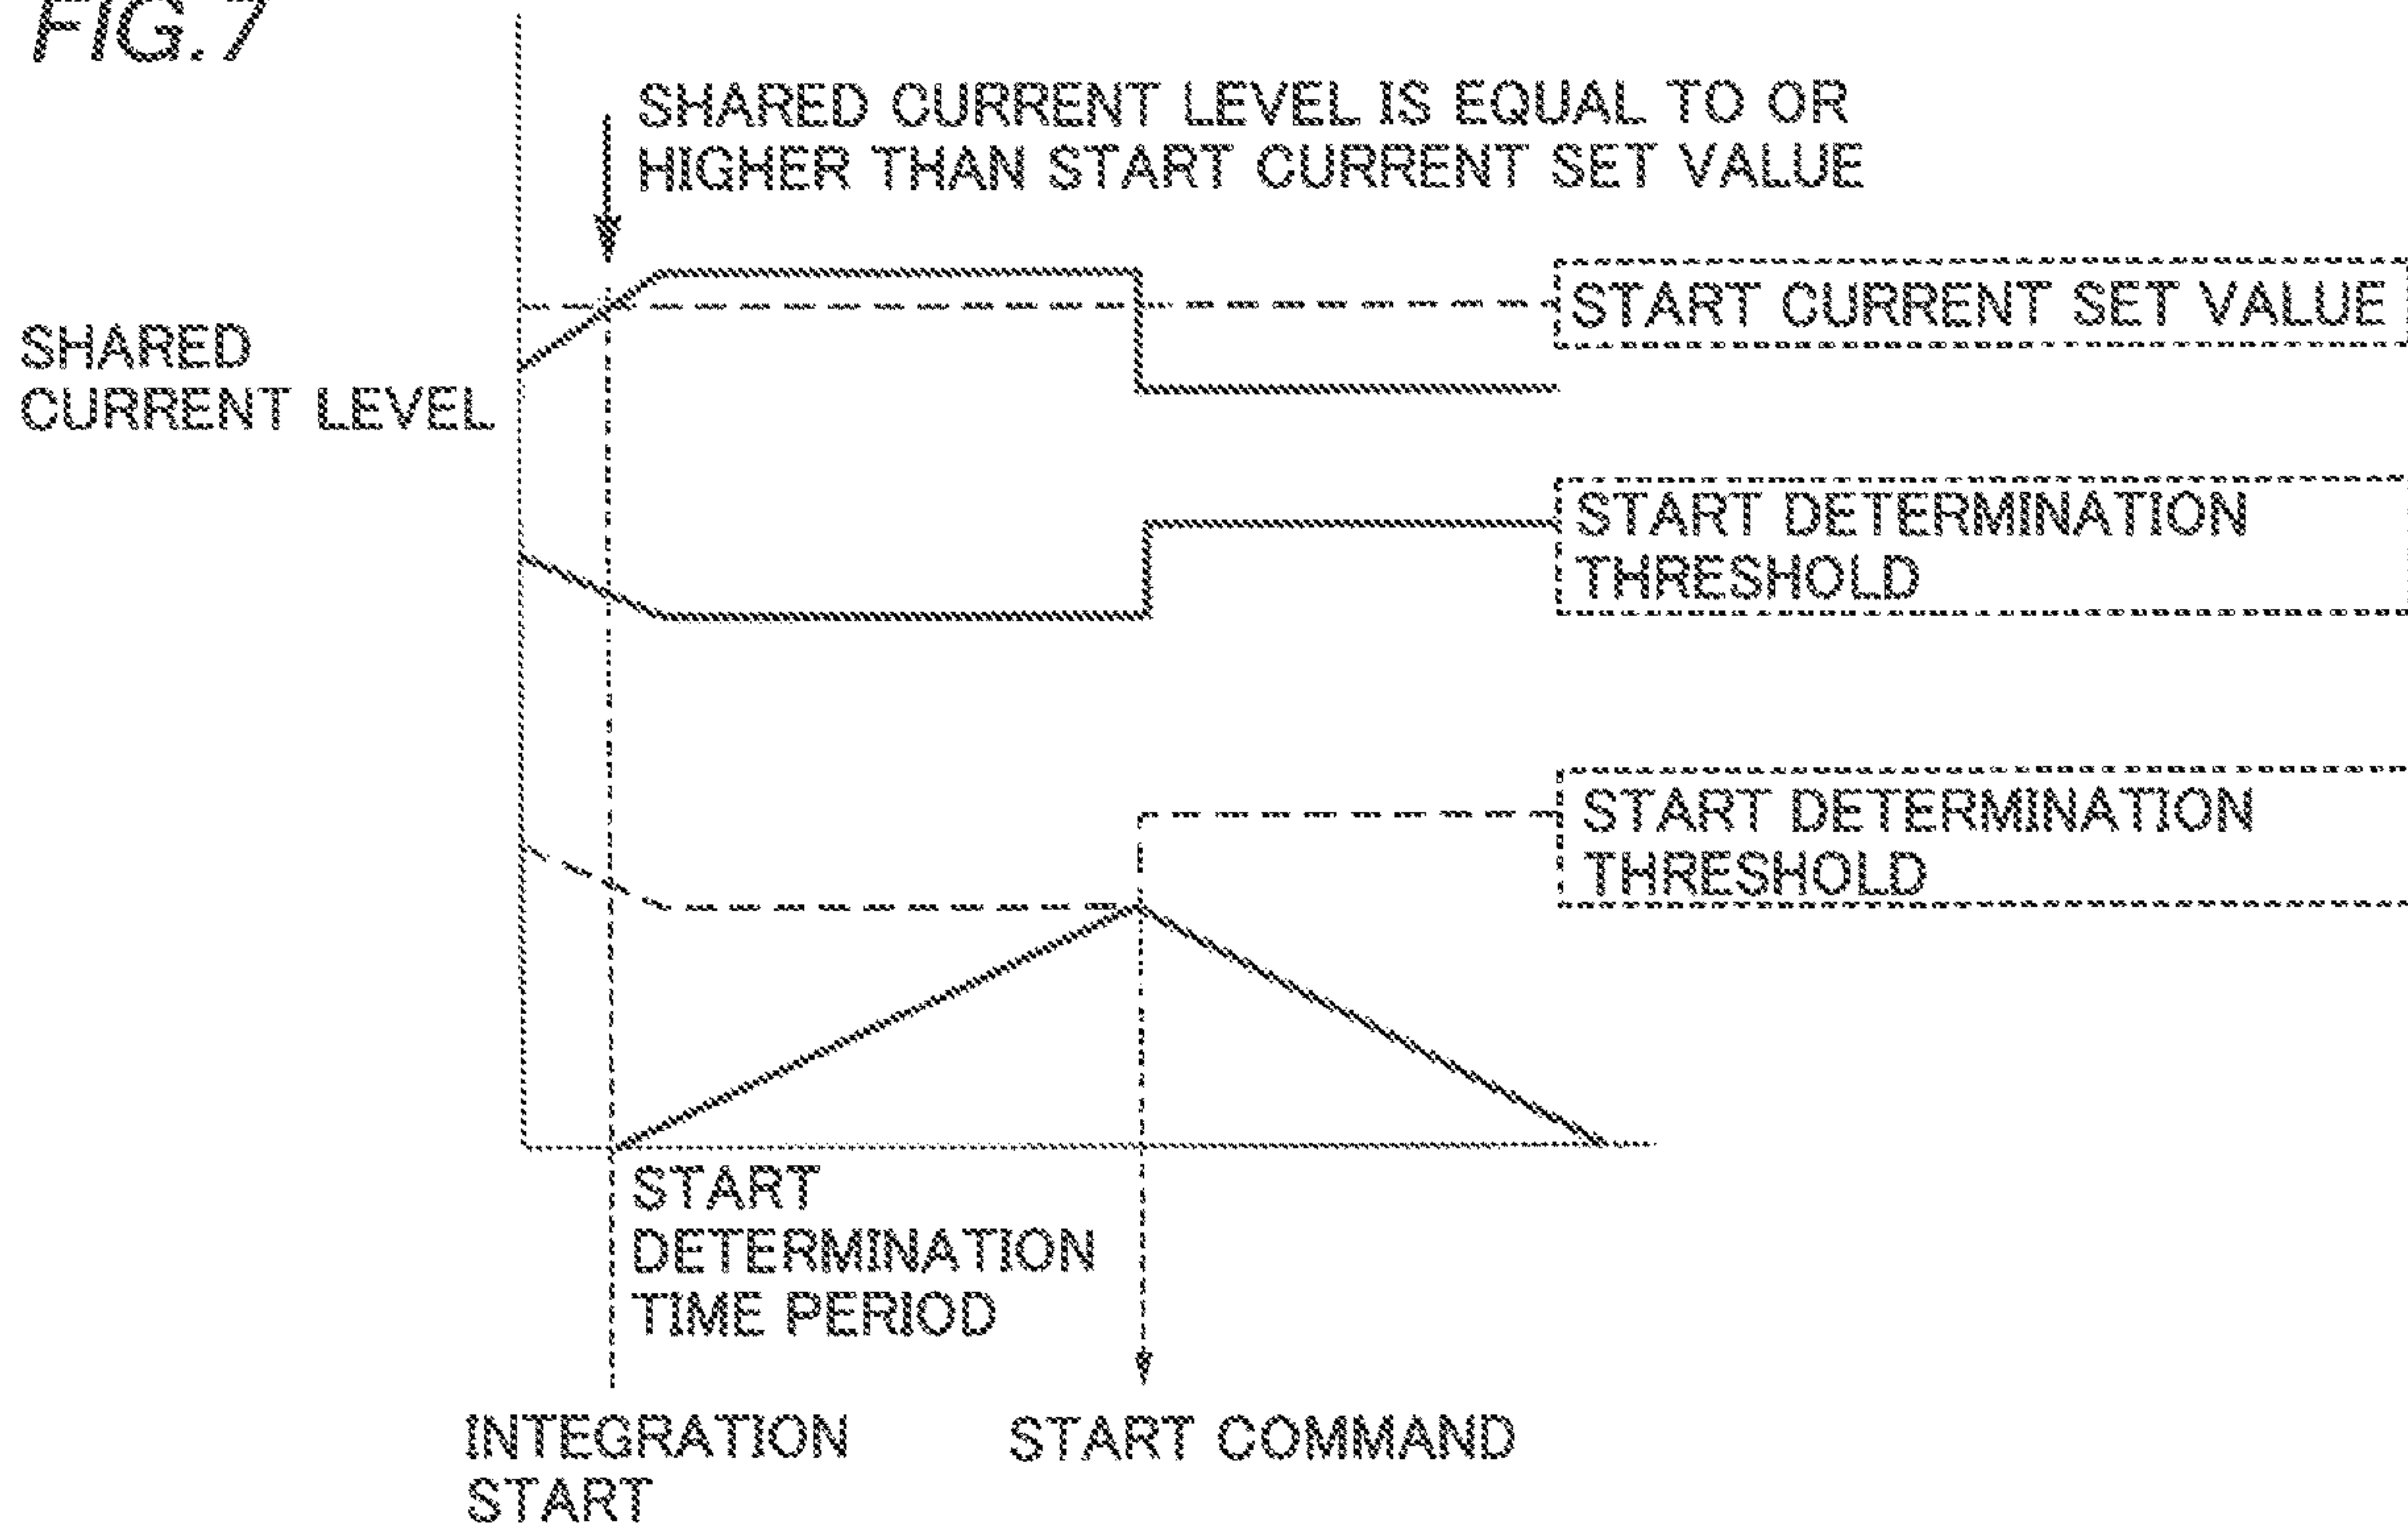 FIG.7
SHARED CURRENT LEVEL IS EQUAL TO OR
HIGHER THAN START CURRENT SET VALUE
START CURRENT SET VALUE
SHARED
CURRENT LEVEL
START DETERMINATION
THRESHOLD
START DETERMINATION
THRESHOLD
START
DETERMINATION
TIME PERIOD
INTEGRATION
START
START COMMAND